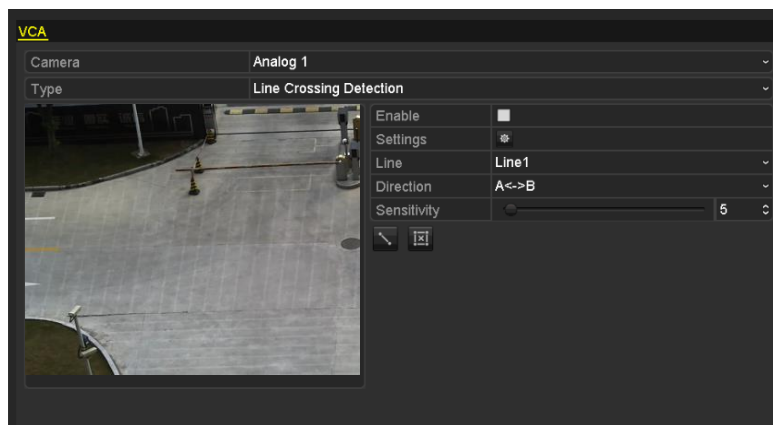 VCA
Camera Analog 1
Type Line Crossing Detection
Enable
Settings
Line Line1
Direction A<->B
Sensitivity 5